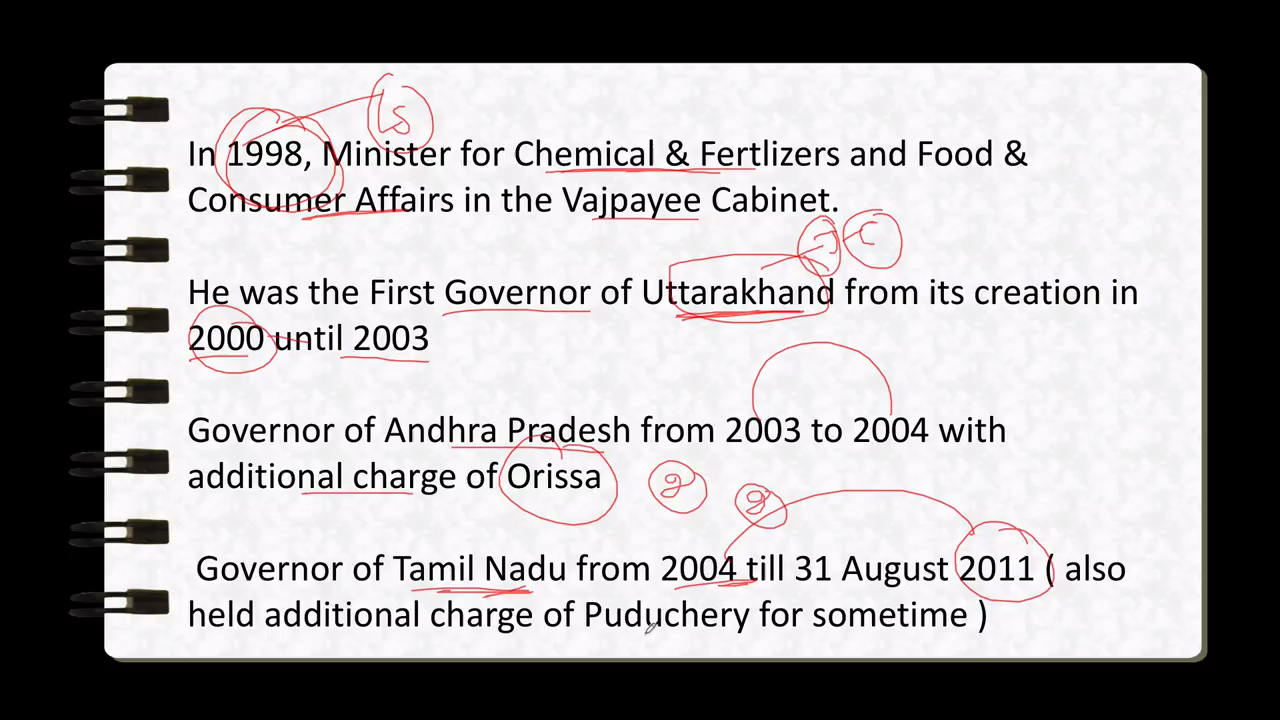 In 1998, Minister for Chemical & Fertlizers and Food &
Consumer Affairs in the Vajpayee Cabinet.
He was the First Governor of Uttarakhand from its creation in
2000 until 2003
Governor of Andhra Pradesh from 2003 to 2004 with
additional charge of Orissa
Governor of Tamil Nadu from 2004 till 31 August 2011 ( also
held additional charge of Puduchery for sometime )